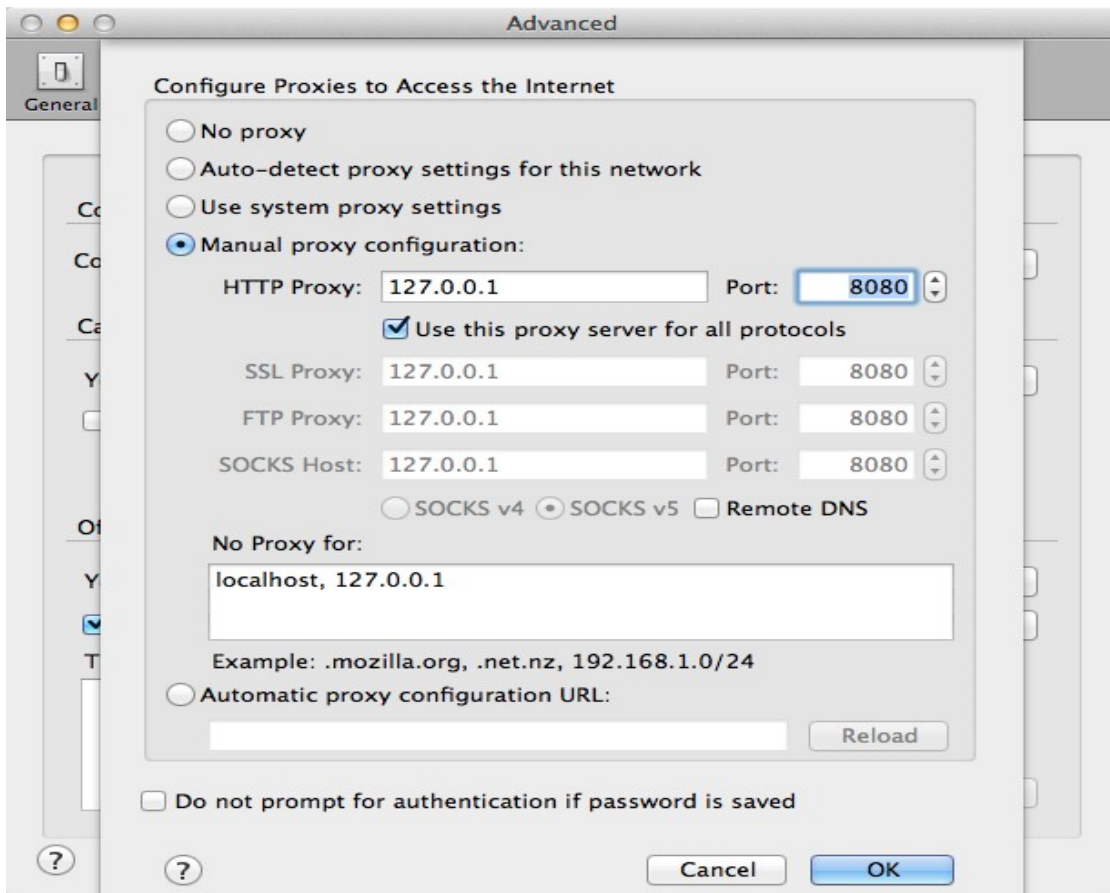 Advanced
General
Configure Proxies to Access the Internet
No proxy
Auto-detect proxy settings for this network
Use system proxy settings
Manual proxy configuration:
HTTP Proxy: 127.0.0.1 Port: 8080
Use this proxy server for all protocols
SSL Proxy: 127.0.0.1 Port: 8080
FTP Proxy: 127.0.0.1 Port: 8080
SOCKS Host: 127.0.0.1 Port: 8080
SOCKS v4 SOCKS v5 Remote DNS
No Proxy for:
localhost, 127.0.0.1
Example: .mozilla.org, .net.nz, 192.168.1.0/24
Automatic proxy configuration URL:
Reload
Do not prompt for authentication if password is saved
? ? Cancel OK